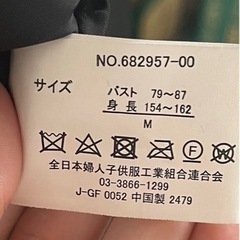 NO.682957-00
サイズ
バスト 79〜87
身長 154〜162
M
全日本婦人子供服工業組合連合会
03-3866-1299
J-GF 0052 中国製 2479